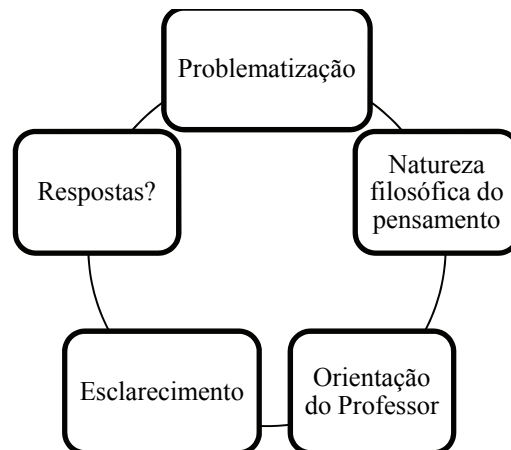 Problematização
Natureza
filosófica do
pensamento
Orientação
do Professor
Esclarecimento
Respostas?